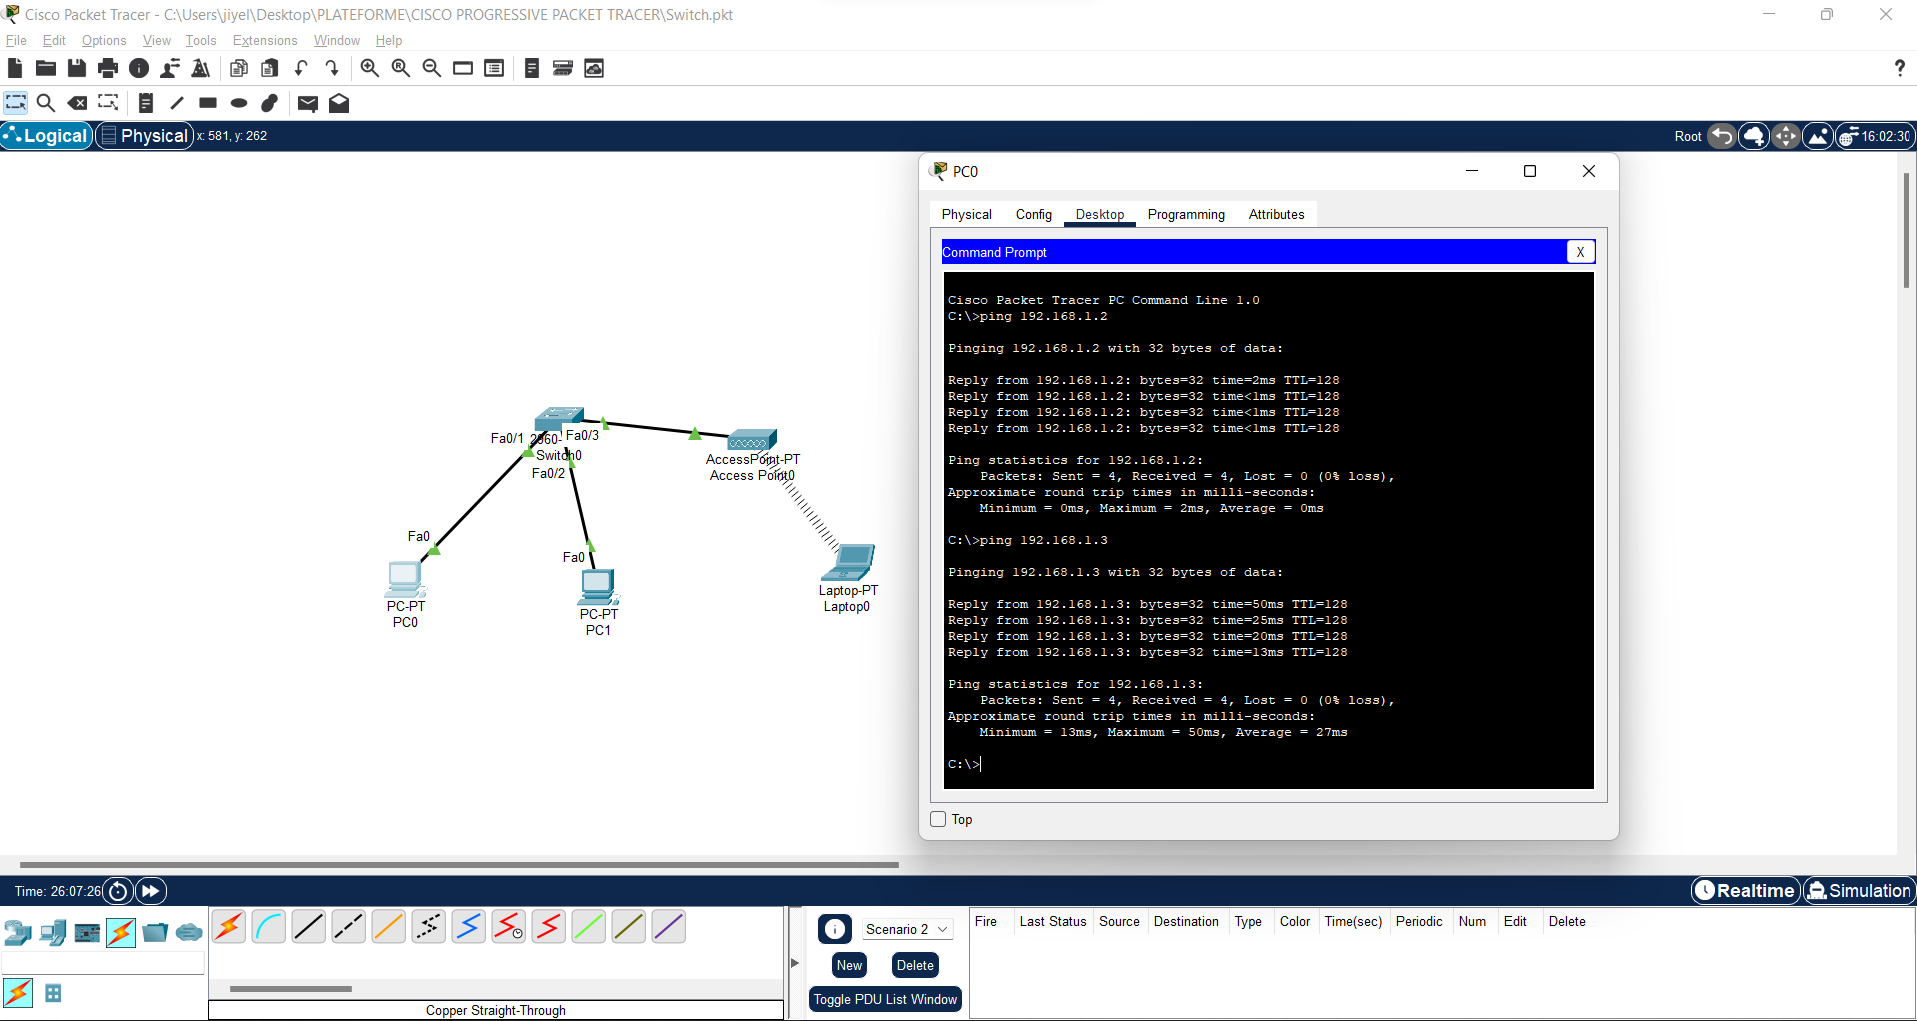 Cisco Packet Tracer - C:\Users\jiyel\Desktop\PLATEFORME\CISCO PROGRESSIVE PACKET TRACER\Switch.pkt
File Edit Options View Tools Extensions Window Help
?
Logical Physical x: 581, y: 262
Root 16:02:30
Fa0/1 2960- Fa0/3
Switch0
Fa0/2
AccessPoint-PT
Access Point0
Fa0
PC-PT
PC0
Fa0
PC-PT
PC1
Laptop-PT
Laptop0
PC0
Physical Config Desktop Programming Attributes
Command Prompt X
Cisco Packet Tracer PC Command Line 1.0
C:\>ping 192.168.1.2
Pinging 192.168.1.2 with 32 bytes of data:
Reply from 192.168.1.2: bytes=32 time=2ms TTL=128
Reply from 192.168.1.2: bytes=32 time<1ms TTL=128
Reply from 192.168.1.2: bytes=32 time<1ms TTL=128
Reply from 192.168.1.2: bytes=32 time<1ms TTL=128
Ping statistics for 192.168.1.2:
Packets: Sent = 4, Received = 4, Lost = 0 (0% loss),
Approximate round trip times in milli-seconds:
Minimum = 0ms, Maximum = 2ms, Average = 0ms
C:\>ping 192.168.1.3
Pinging 192.168.1.3 with 32 bytes of data:
Reply from 192.168.1.3: bytes=32 time=50ms TTL=128
Reply from 192.168.1.3: bytes=32 time=25ms TTL=128
Reply from 192.168.1.3: bytes=32 time=20ms TTL=128
Reply from 192.168.1.3: bytes=32 time=13ms TTL=128
Ping statistics for 192.168.1.3:
Packets: Sent = 4, Received = 4, Lost = 0 (0% loss),
Approximate round trip times in milli-seconds:
Minimum = 13ms, Maximum = 50ms, Average = 27ms
C:\>
Top
Time: 26:07:26
Realtime Simulation
Scenario 2
New Delete
Toggle PDU List Window
Fire Last Status Source Destination Type Color Time(sec) Periodic Num Edit Delete
Copper Straight-Through